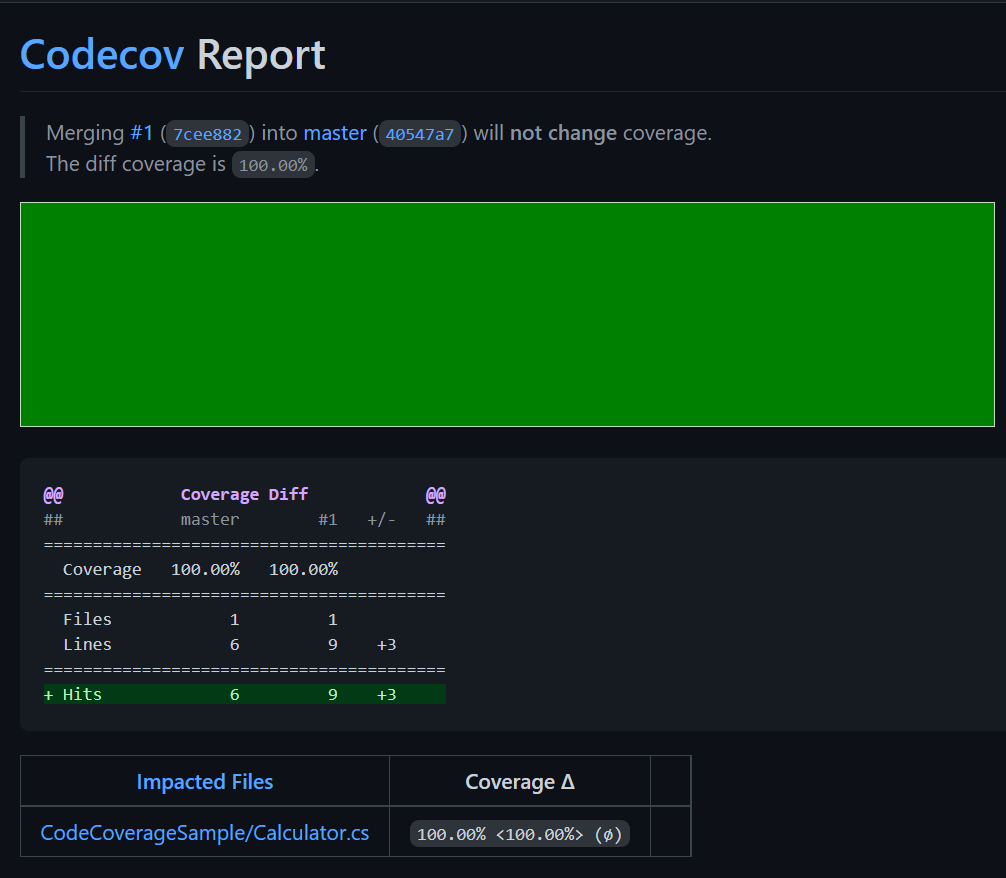 Codecov Report
Merging #1 (7cee882) into master (40547a7) will not change coverage.
The diff coverage is 100.00%.
@@            Coverage Diff            @@
##            master        #1   +/-   ##
=========================================
  Coverage   100.00%   100.00%
=========================================
  Files            1         1
  Lines            6         9    +3
=========================================
+ Hits             6         9    +3
Impacted Files Coverage Δ
CodeCoverageSample/Calculator.cs 100.00% <100.00%> (ø)